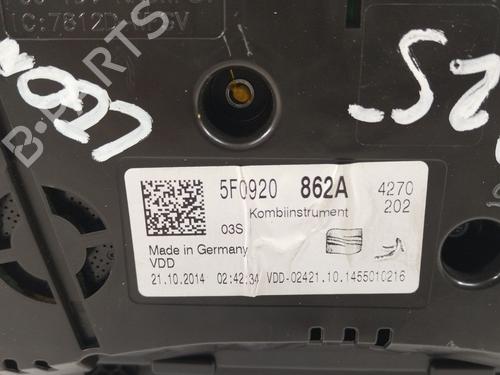 5F0920 862A 4270
202
03S Kombiinstrument
Made in Germany
VDD
21.10.2014 02:42.34 VDD-02421.10.1455010216
B-PARTS